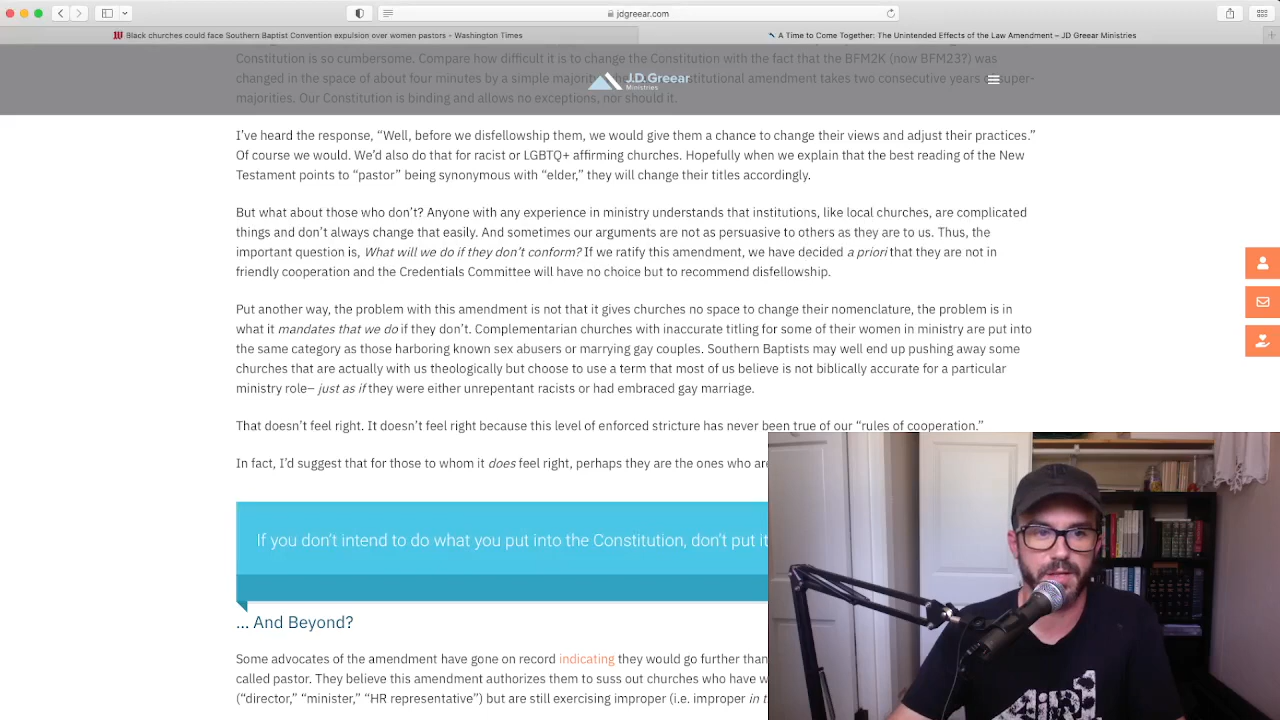 jdgreear.com
Black churches could face Southern Baptist Convention expulsion over women pastors - Washington Times
A Time to Come Together: The Unintended Effects of the Law Amendment – JD Greear Ministries
Constitution is so cumbersome. Compare how difficult it is to change the Constitution with the fact that the BFM2K (now BFM23?) was
changed in the space of about four minutes by a simple majority. stitutional amendment takes two consecutive years super-
majorities. Our Constitution is binding and allows no exceptions, nor should it.
J.D. Greear
Ministries
I’ve heard the response, “Well, before we disfellowship them, we would give them a chance to change their views and adjust their practices.”
Of course we would. We’d also do that for racist or LGBTQ+ affirming churches. Hopefully when we explain that the best reading of the New
Testament points to “pastor” being synonymous with “elder,” they will change their titles accordingly.
But what about those who don’t? Anyone with any experience in ministry understands that institutions, like local churches, are complicated
things and don’t always change that easily. And sometimes our arguments are not as persuasive to others as they are to us. Thus, the
important question is, What will we do if they don’t conform? If we ratify this amendment, we have decided a priori that they are not in
friendly cooperation and the Credentials Committee will have no choice but to recommend disfellowship.
Put another way, the problem with this amendment is not that it gives churches no space to change their nomenclature, the problem is in
what it mandates that we do if they don’t. Complementarian churches with inaccurate titling for some of their women in ministry are put into
the same category as those harboring known sex abusers or marrying gay couples. Southern Baptists may well end up pushing away some
churches that are actually with us theologically but choose to use a term that most of us believe is not biblically accurate for a particular
ministry role– just as if they were either unrepentant racists or had embraced gay marriage.
That doesn’t feel right. It doesn’t feel right because this level of enforced stricture has never been true of our “rules of cooperation.”
In fact, I’d suggest that for those to whom it does feel right, perhaps they are the ones who are
If you don’t intend to do what you put into the Constitution, don’t put it
... And Beyond?
Some advocates of the amendment have gone on record indicating they would go further than
called pastor. They believe this amendment authorizes them to suss out churches who have w
(“director,” “minister,” “HR representative”) but are still exercising improper (i.e. improper in t